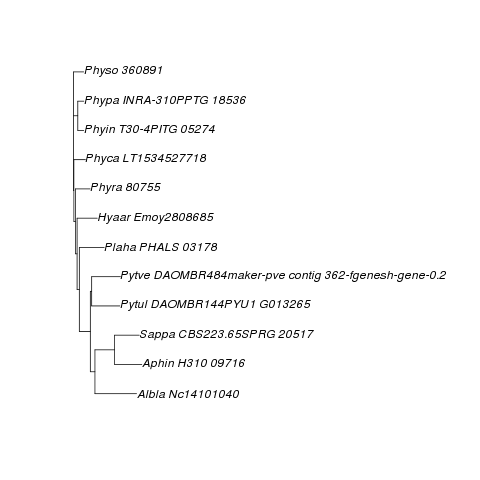 Physo 360891
Phypa INRA-310PPTG 18536
Phyin T30-4PITG 05274
Phyca LT1534527718
Phyra 80755
Hyaar Emoy2808685
Plaha PHALS 03178
Pytve DAOMBR484maker-pve contig 362-fgenesh-gene-0.2
Pytul DAOMBR144PYU1 G013265
Sappa CBS223.65SPRG 20517
Aphin H310 09716
Albla Nc14101040